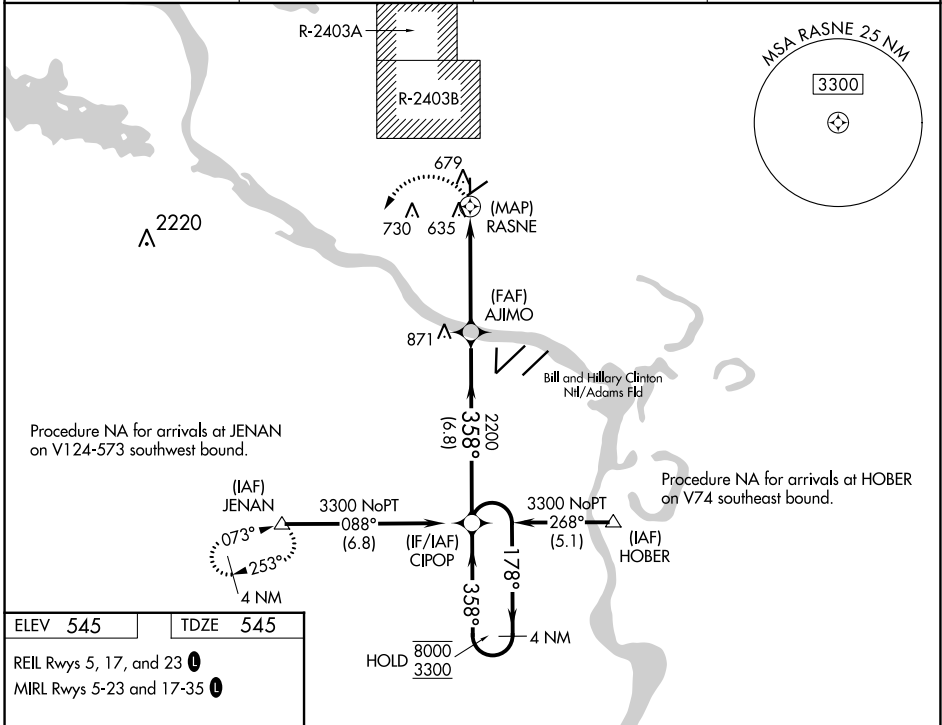 R-2403A
R-2403B
MSA RASNE 25 NM
3300
679
730
635
(MAP)
RASNE
2220
(FAF)
AJIMO
871
Bill and Hillary Clinton
Ntl/Adams Fld
2200
358°
(6.8)
Procedure NA for arrivals at JENAN
on V124-573 southwest bound.
Procedure NA for arrivals at HOBER
on V74 southeast bound.
(IAF)
JENAN
073°
253°
4 NM
3300 NoPT
088°
(6.8)
(IF/IAF)
CIPOP
3300 NoPT
268°
(5.1)
(IAF)
HOBER
178°
358°
4 NM
HOLD
8000
3300
ELEV 545
TDZE 545
REIL Rwys 5, 17, and 23 L
MIRL Rwys 5-23 and 17-35 L